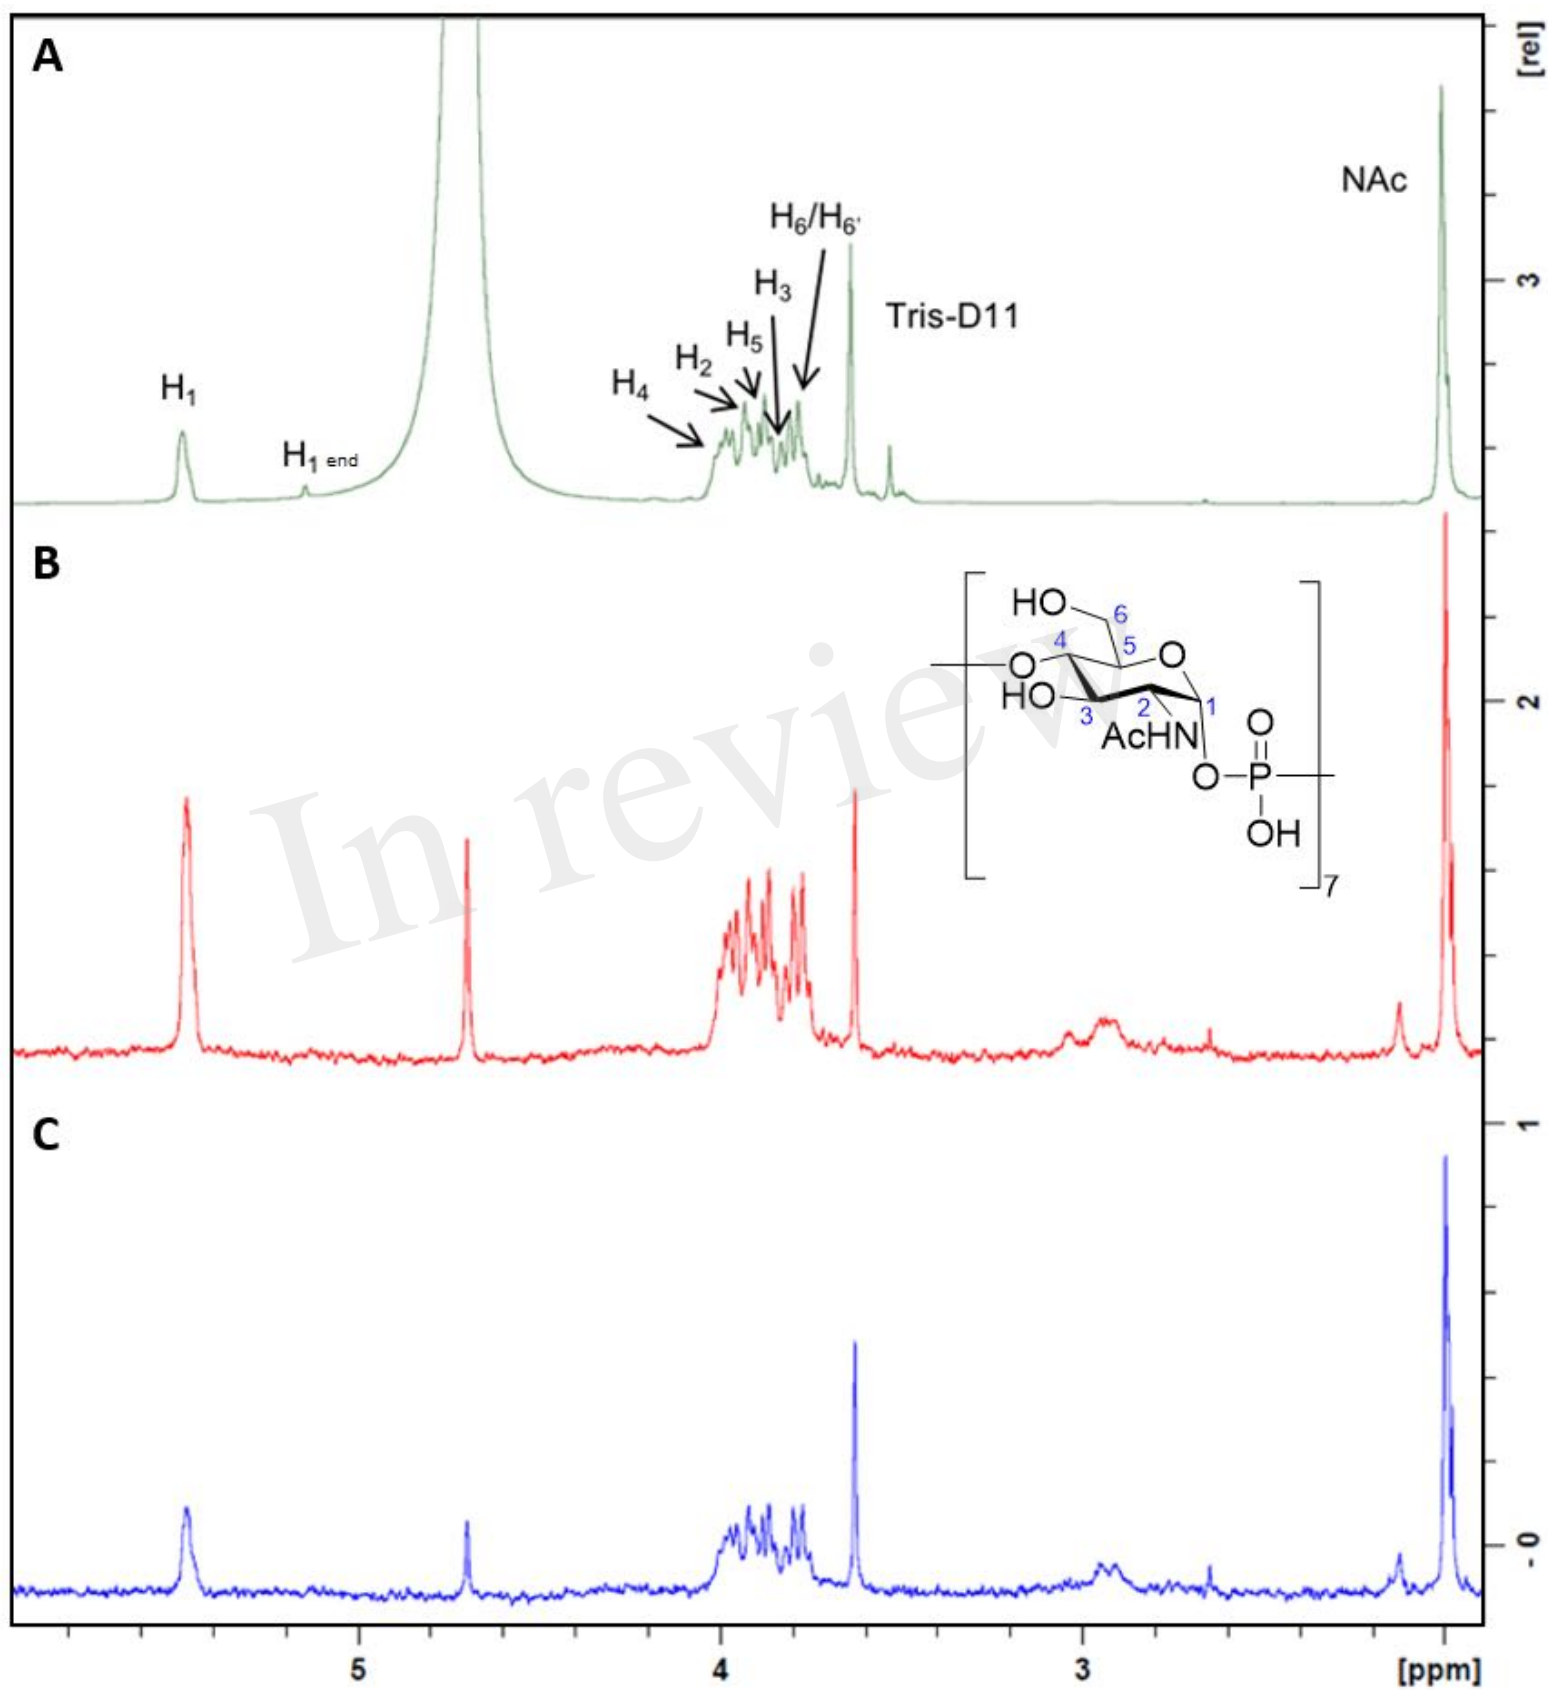 A
[rel]
NAc
H6/H6'
3
H3
Tris-D11
H5
H2
H4
H1
H1 end
B
HO
6
4
5
O
O
HO
3
2
1
AcHN
O
O
P
OH
7
2
In review
C
1
- 0
5
4
3
[ppm]